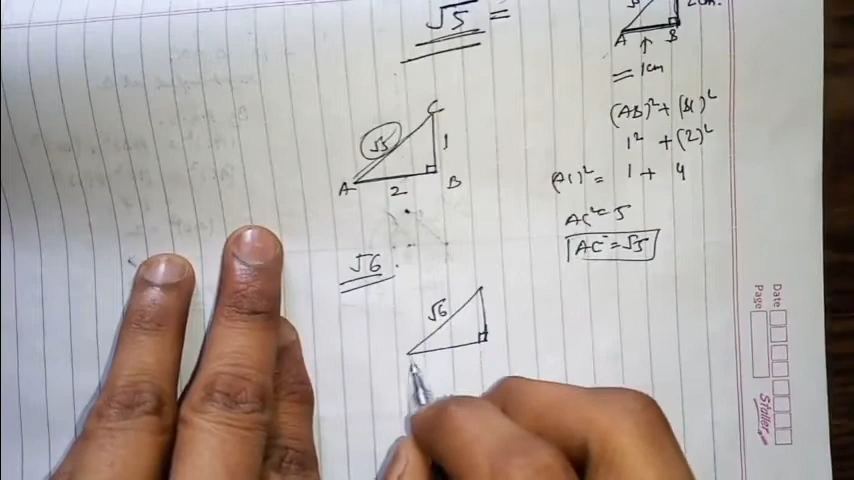 √5 =
2cm
A B
= 1cm
(AB)² + (BC)²
1² + (2)²
(AC)² = 1 + 4
AC² = 5
AC = √5
C
√5
1
A 2 B
√6
√6
Date
Page